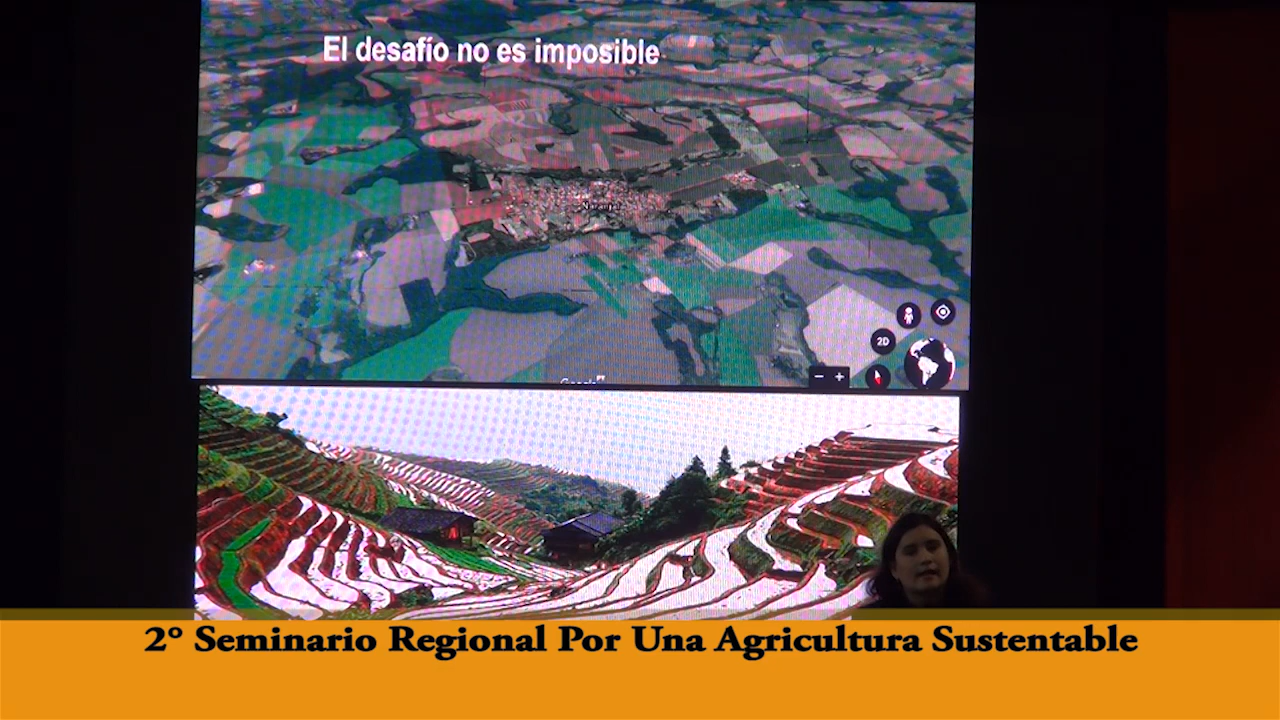 El desafío no es imposible
2D
2° Seminario Regional Por Una Agricultura Sustentable